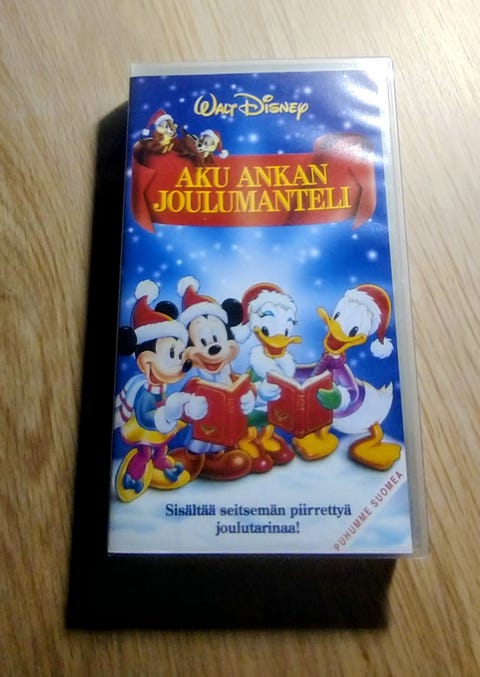 WALT DISNEY
AKU ANKAN
JOULUMANTELI
Sisältää seitsemän piirrettyä
joulutarinaa!
PUHUMME SUOMEA